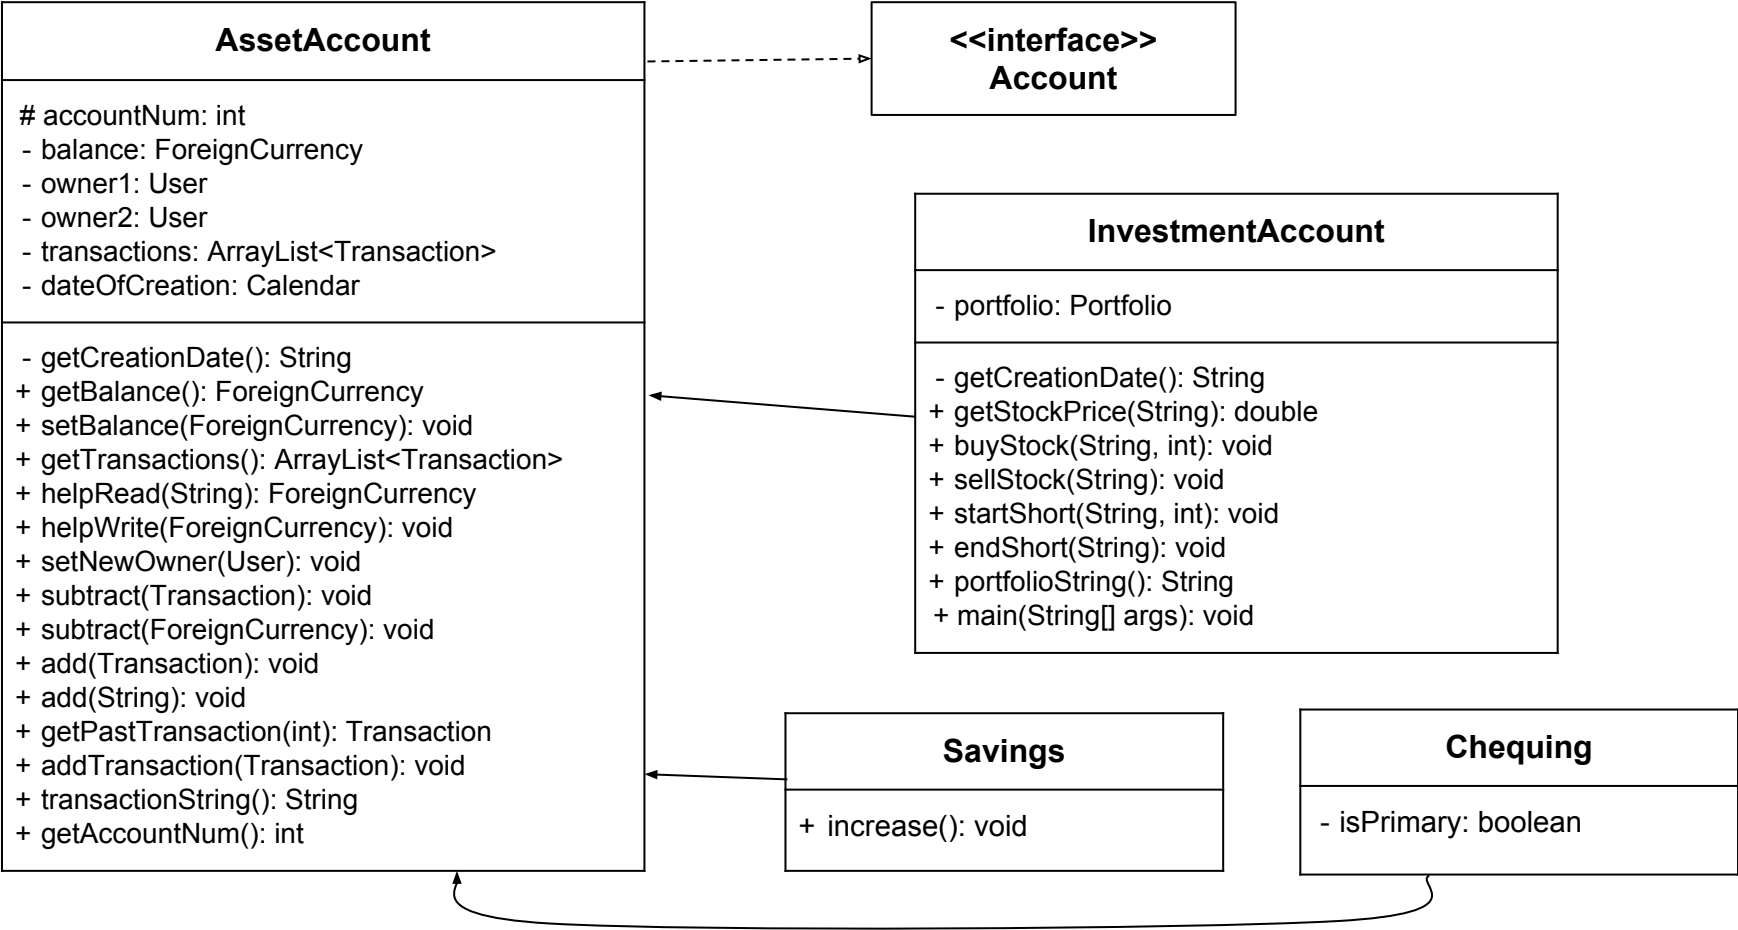 AssetAccount
# accountNum: int
- balance: ForeignCurrency
- owner1: User
- owner2: User
- transactions: ArrayList<Transaction>
- dateOfCreation: Calendar
- getCreationDate(): String
+ getBalance(): ForeignCurrency
+ setBalance(ForeignCurrency): void
+ getTransactions(): ArrayList<Transaction>
+ helpRead(String): ForeignCurrency
+ helpWrite(ForeignCurrency): void
+ setNewOwner(User): void
+ subtract(Transaction): void
+ subtract(ForeignCurrency): void
+ add(Transaction): void
+ add(String): void
+ getPastTransaction(int): Transaction
+ addTransaction(Transaction): void
+ transactionString(): String
+ getAccountNum(): int
<<interface>>
Account
InvestmentAccount
- portfolio: Portfolio
- getCreationDate(): String
+ getStockPrice(String): double
+ buyStock(String, int): void
+ sellStock(String): void
+ startShort(String, int): void
+ endShort(String): void
+ portfolioString(): String
+ main(String[] args): void
Savings
+ increase(): void
Chequing
- isPrimary: boolean